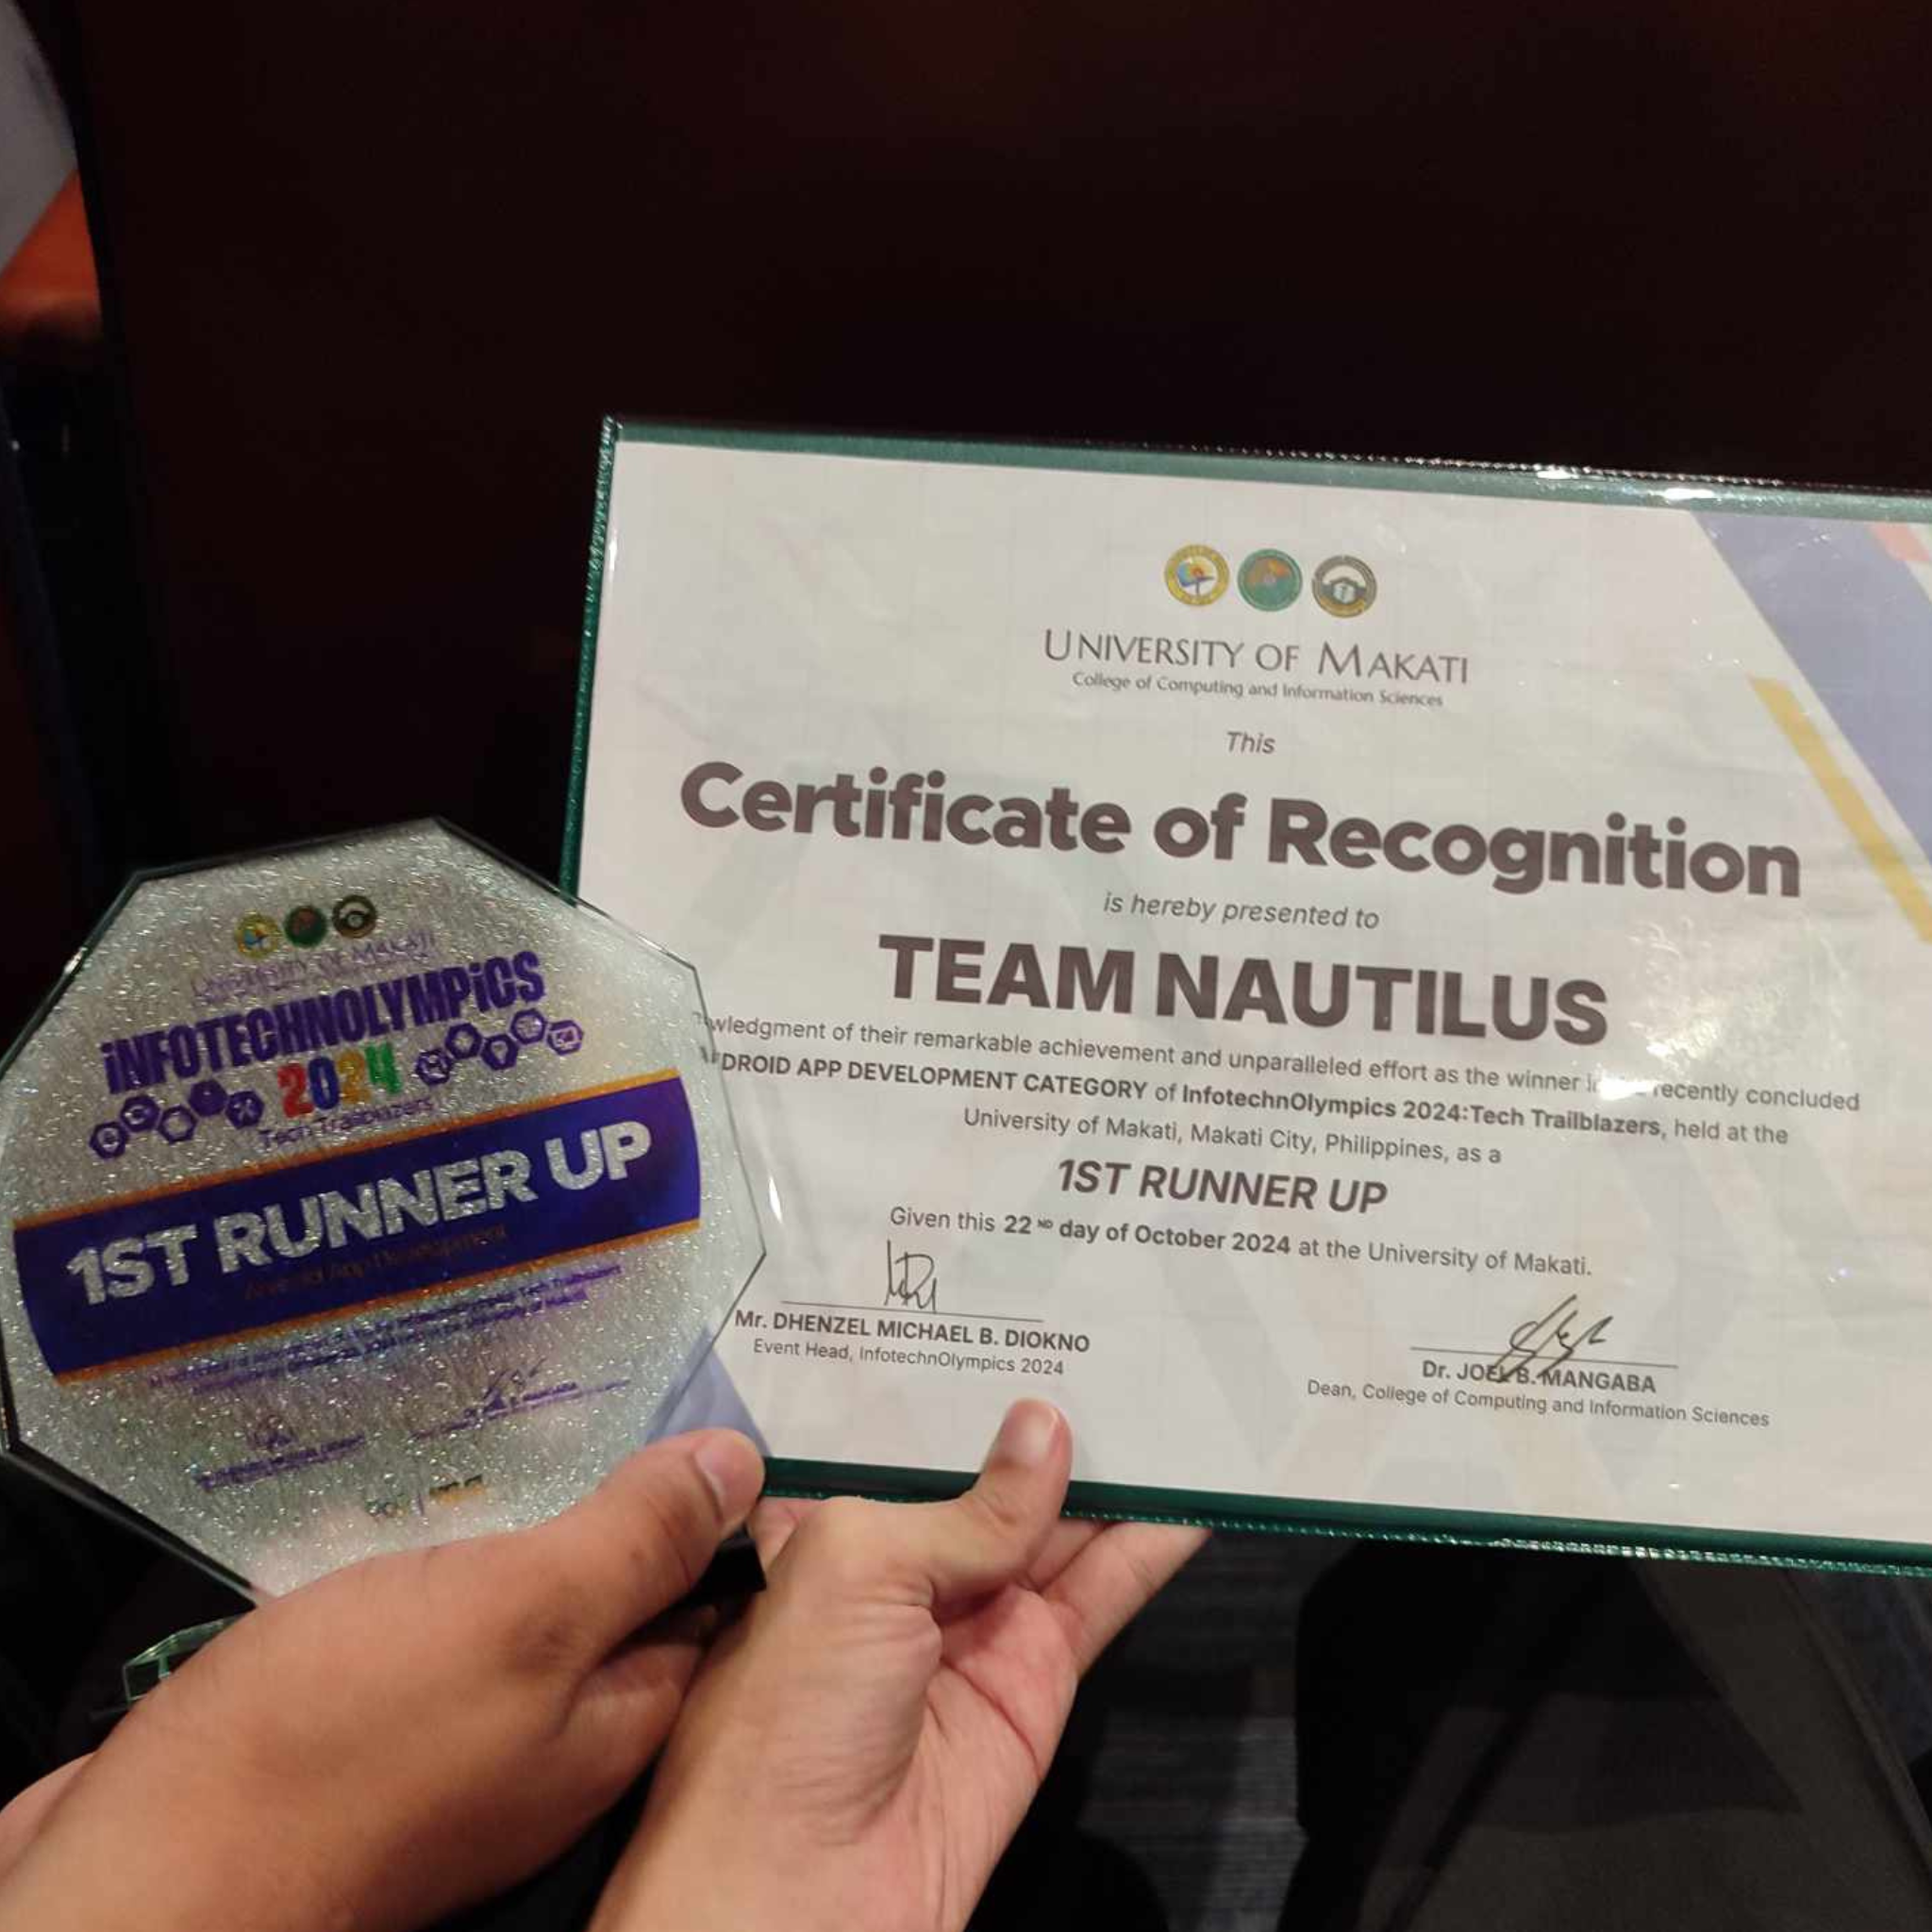 UNIVERSITY OF MAKATI
College of Computing and Information Sciences
This
Certificate of Recognition
is hereby presented to
TEAM NAUTILUS
wledgment of their remarkable achievement and unparalleled effort as the winner recently concluded
DROID APP DEVELOPMENT CATEGORY of InfotechnOlympics 2024:Tech Trailblazers, held at the
University of Makati, Makati City, Philippines, as a
1ST RUNNER UP
Given this 22ND day of October 2024 at the University of Makati.
Mr. DHENZEL MICHAEL B. DIOKNO
Event Head, InfotechnOlympics 2024
Dr. JOEL B. MANGABA
Dean, College of Computing and Information Sciences
UNIVERSITY OF MAKATI
iNFOTECHNOLYMPiCS
2024
Tech Trailblazers
1ST RUNNER UP
Android App Development